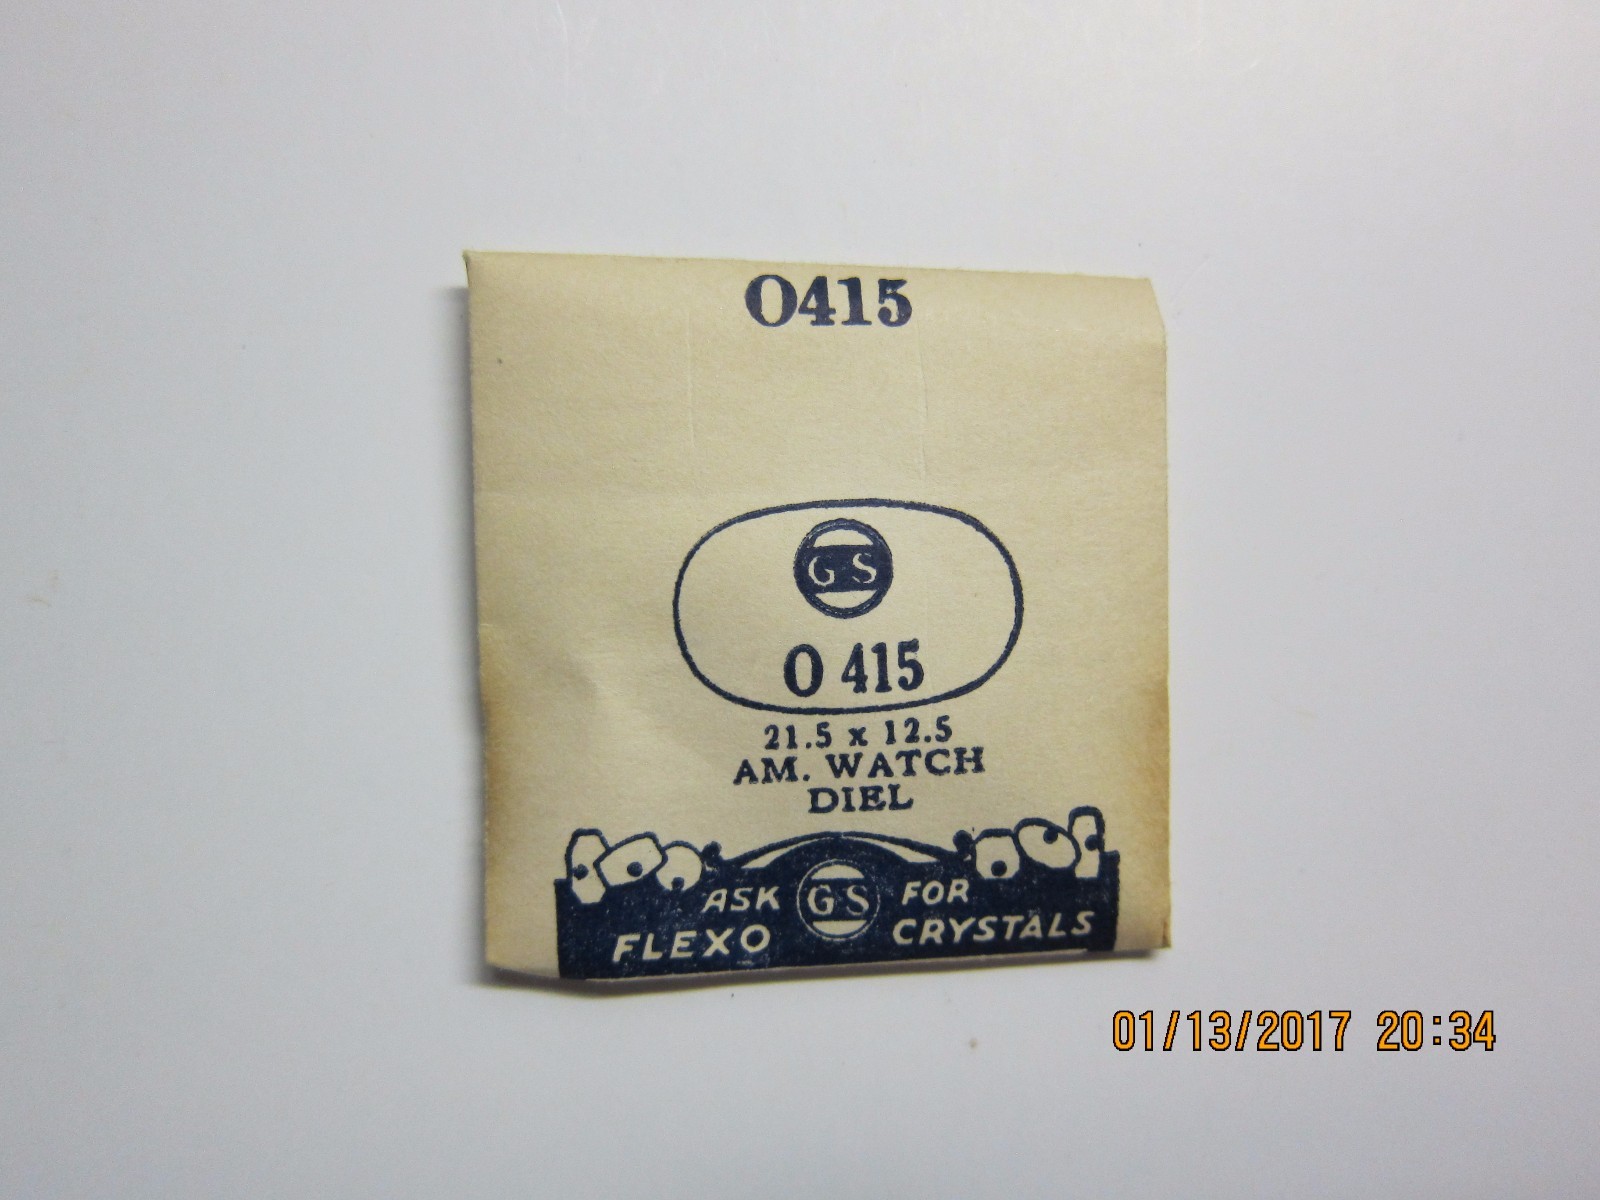 O415
GS
O 415
21.5 x 12.5
AM. WATCH
DIEL
ASK GS FOR
FLEXO CRYSTALS
01/13/2017 20:34